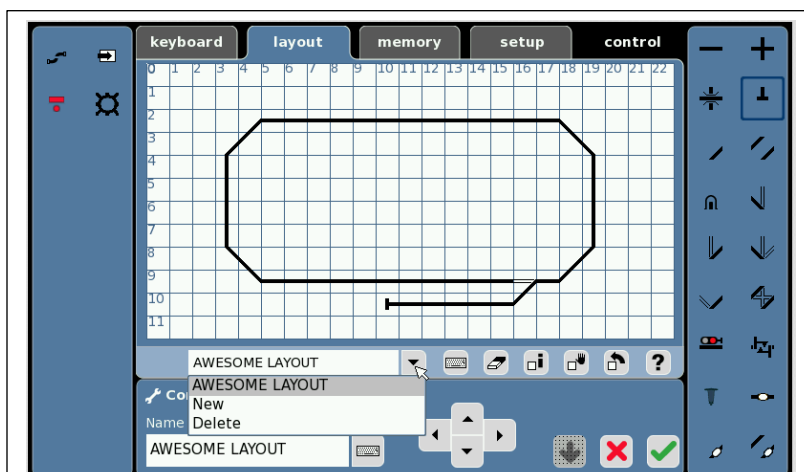 keyboard layout memory setup control
0 1 2 3 4 5 6 7 8 9 10 11 12 13 14 15 16 17 18 19 20 21 22
1
2
3
4
5
6
7
8
9
10
11
AWESOME LAYOUT
?
AWESOME LAYOUT
New
Delete
Name
AWESOME LAYOUT